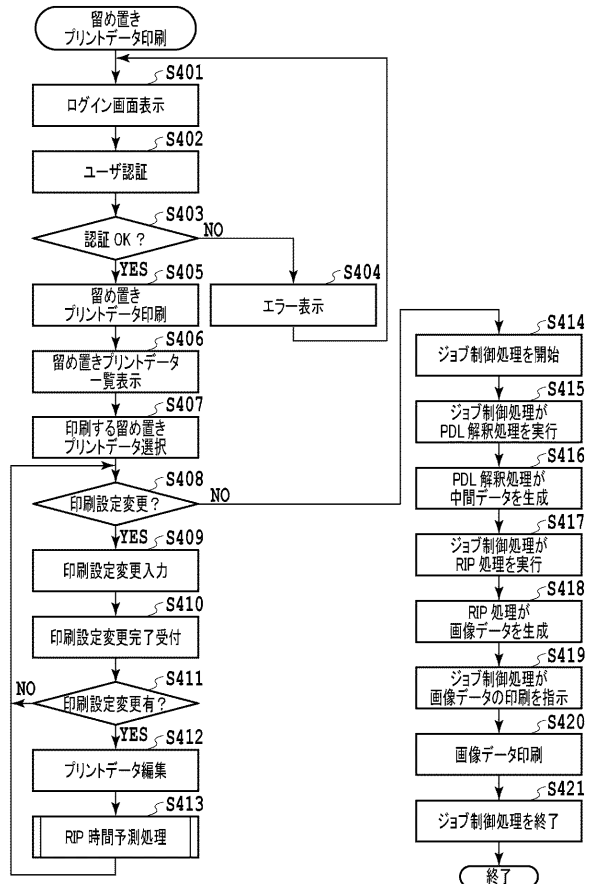 留め置き
プリントデータ印刷
S401
ログイン画面表示
S402
ユーザ認証
S403
認証 OK ?
NO
YES
S404
エラー表示
S405
留め置き
プリントデータ印刷
S406
留め置きプリントデータ
一覧表示
S407
印刷する留め置き
プリントデータ選択
S408
印刷設定変更?
NO
YES
S409
印刷設定変更入力
S410
印刷設定変更完了受付
S411
印刷設定変更有?
NO
YES
S412
プリントデータ編集
S413
RIP 時間予測処理
S414
ジョブ制御処理を開始
S415
ジョブ制御処理が
PDL 解釈処理を実行
S416
PDL 解釈処理が
中間データを生成
S417
ジョブ制御処理が
RIP 処理を実行
S418
RIP 処理が
画像データを生成
S419
ジョブ制御処理が
画像データの印刷を指示
S420
画像データ印刷
S421
ジョブ制御処理を終了
終了